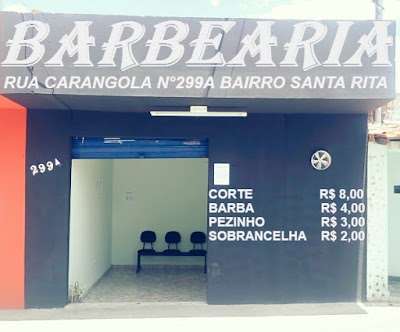 BARBEARIA
RUA CARANGOLA N°299A BAIRRO SANTA RITA
299A
CORTE R$ 8,00
BARBA R$ 4,00
PEZINHO R$ 3,00
SOBRANCELHA R$ 2,00